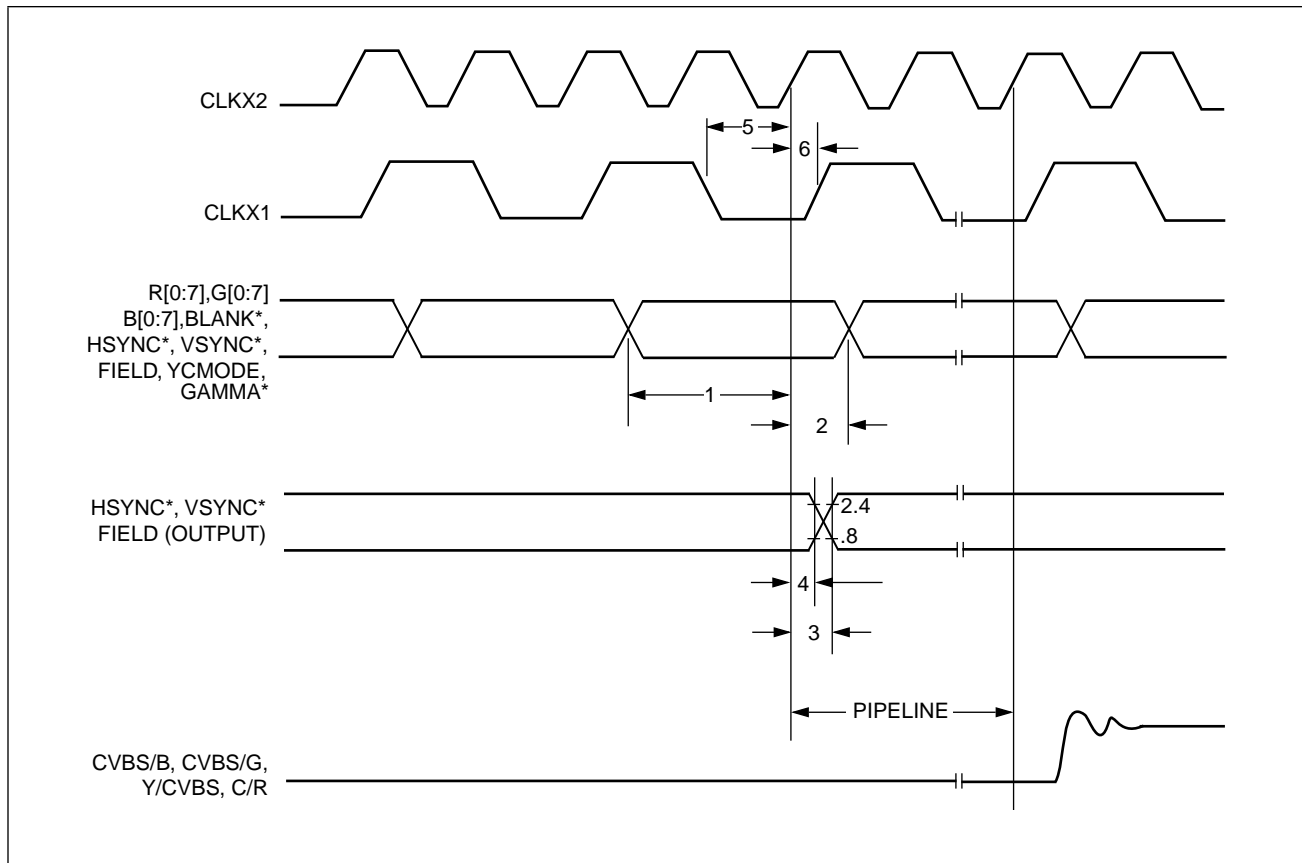 CLKX2
5
6
CLKX1
R[0:7],G[0:7]
B[0:7],BLANK*,
HSYNC*, VSYNC*,
FIELD, YCMODE,
GAMMA*
1
2
HSYNC*, VSYNC*
FIELD (OUTPUT)
2.4
.8
4
3
PIPELINE
CVBS/B, CVBS/G,
Y/CVBS, C/R